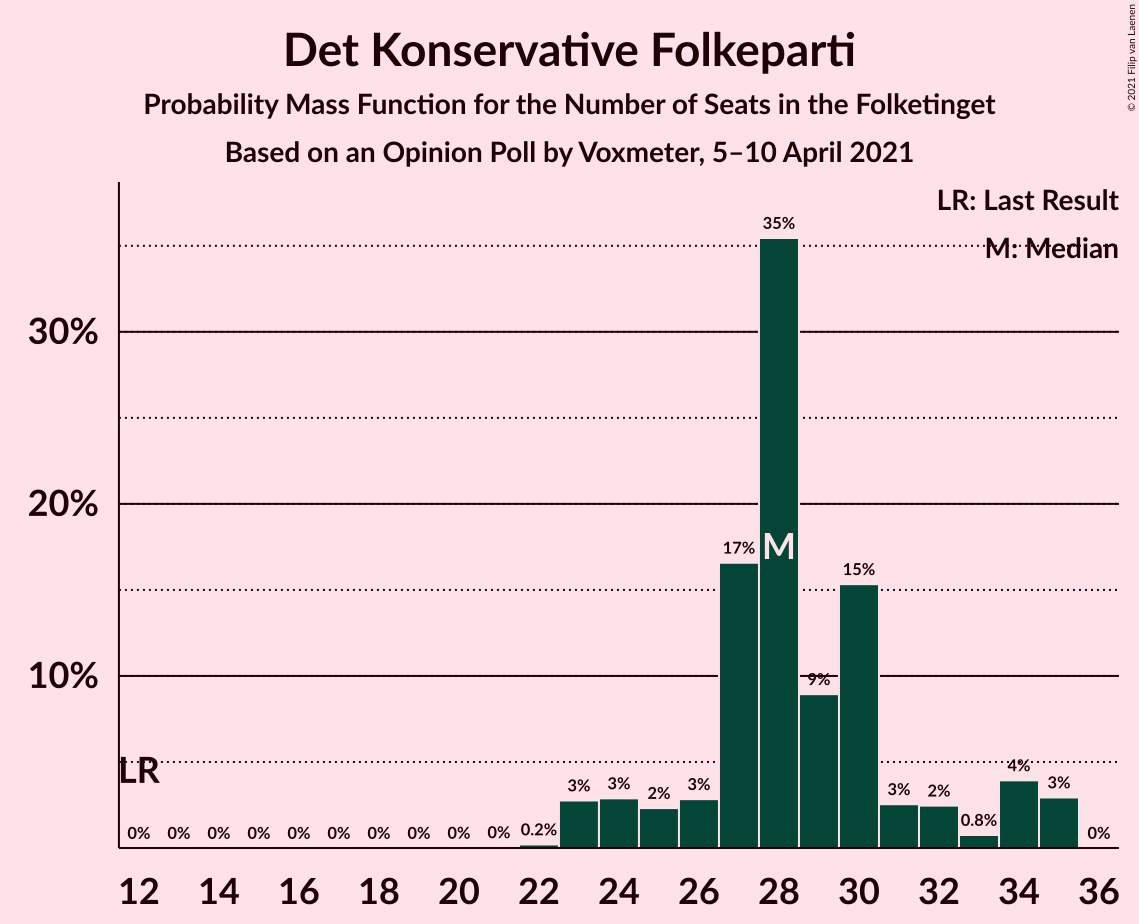 Det Konservative Folkeparti
Probability Mass Function for the Number of Seats in the Folketinget
Based on an Opinion Poll by Voxmeter, 5–10 April 2021
© 2021 Filip van Laenen
LR: Last Result
M: Median
30%
20%
10%
LR
M
0% 0% 0% 0% 0% 0% 0% 0% 0% 0% 0.2% 3% 3% 2% 3% 17% 35% 9% 15% 3% 2% 0.8% 4% 3% 0%
12 14 16 18 20 22 24 26 28 30 32 34 36